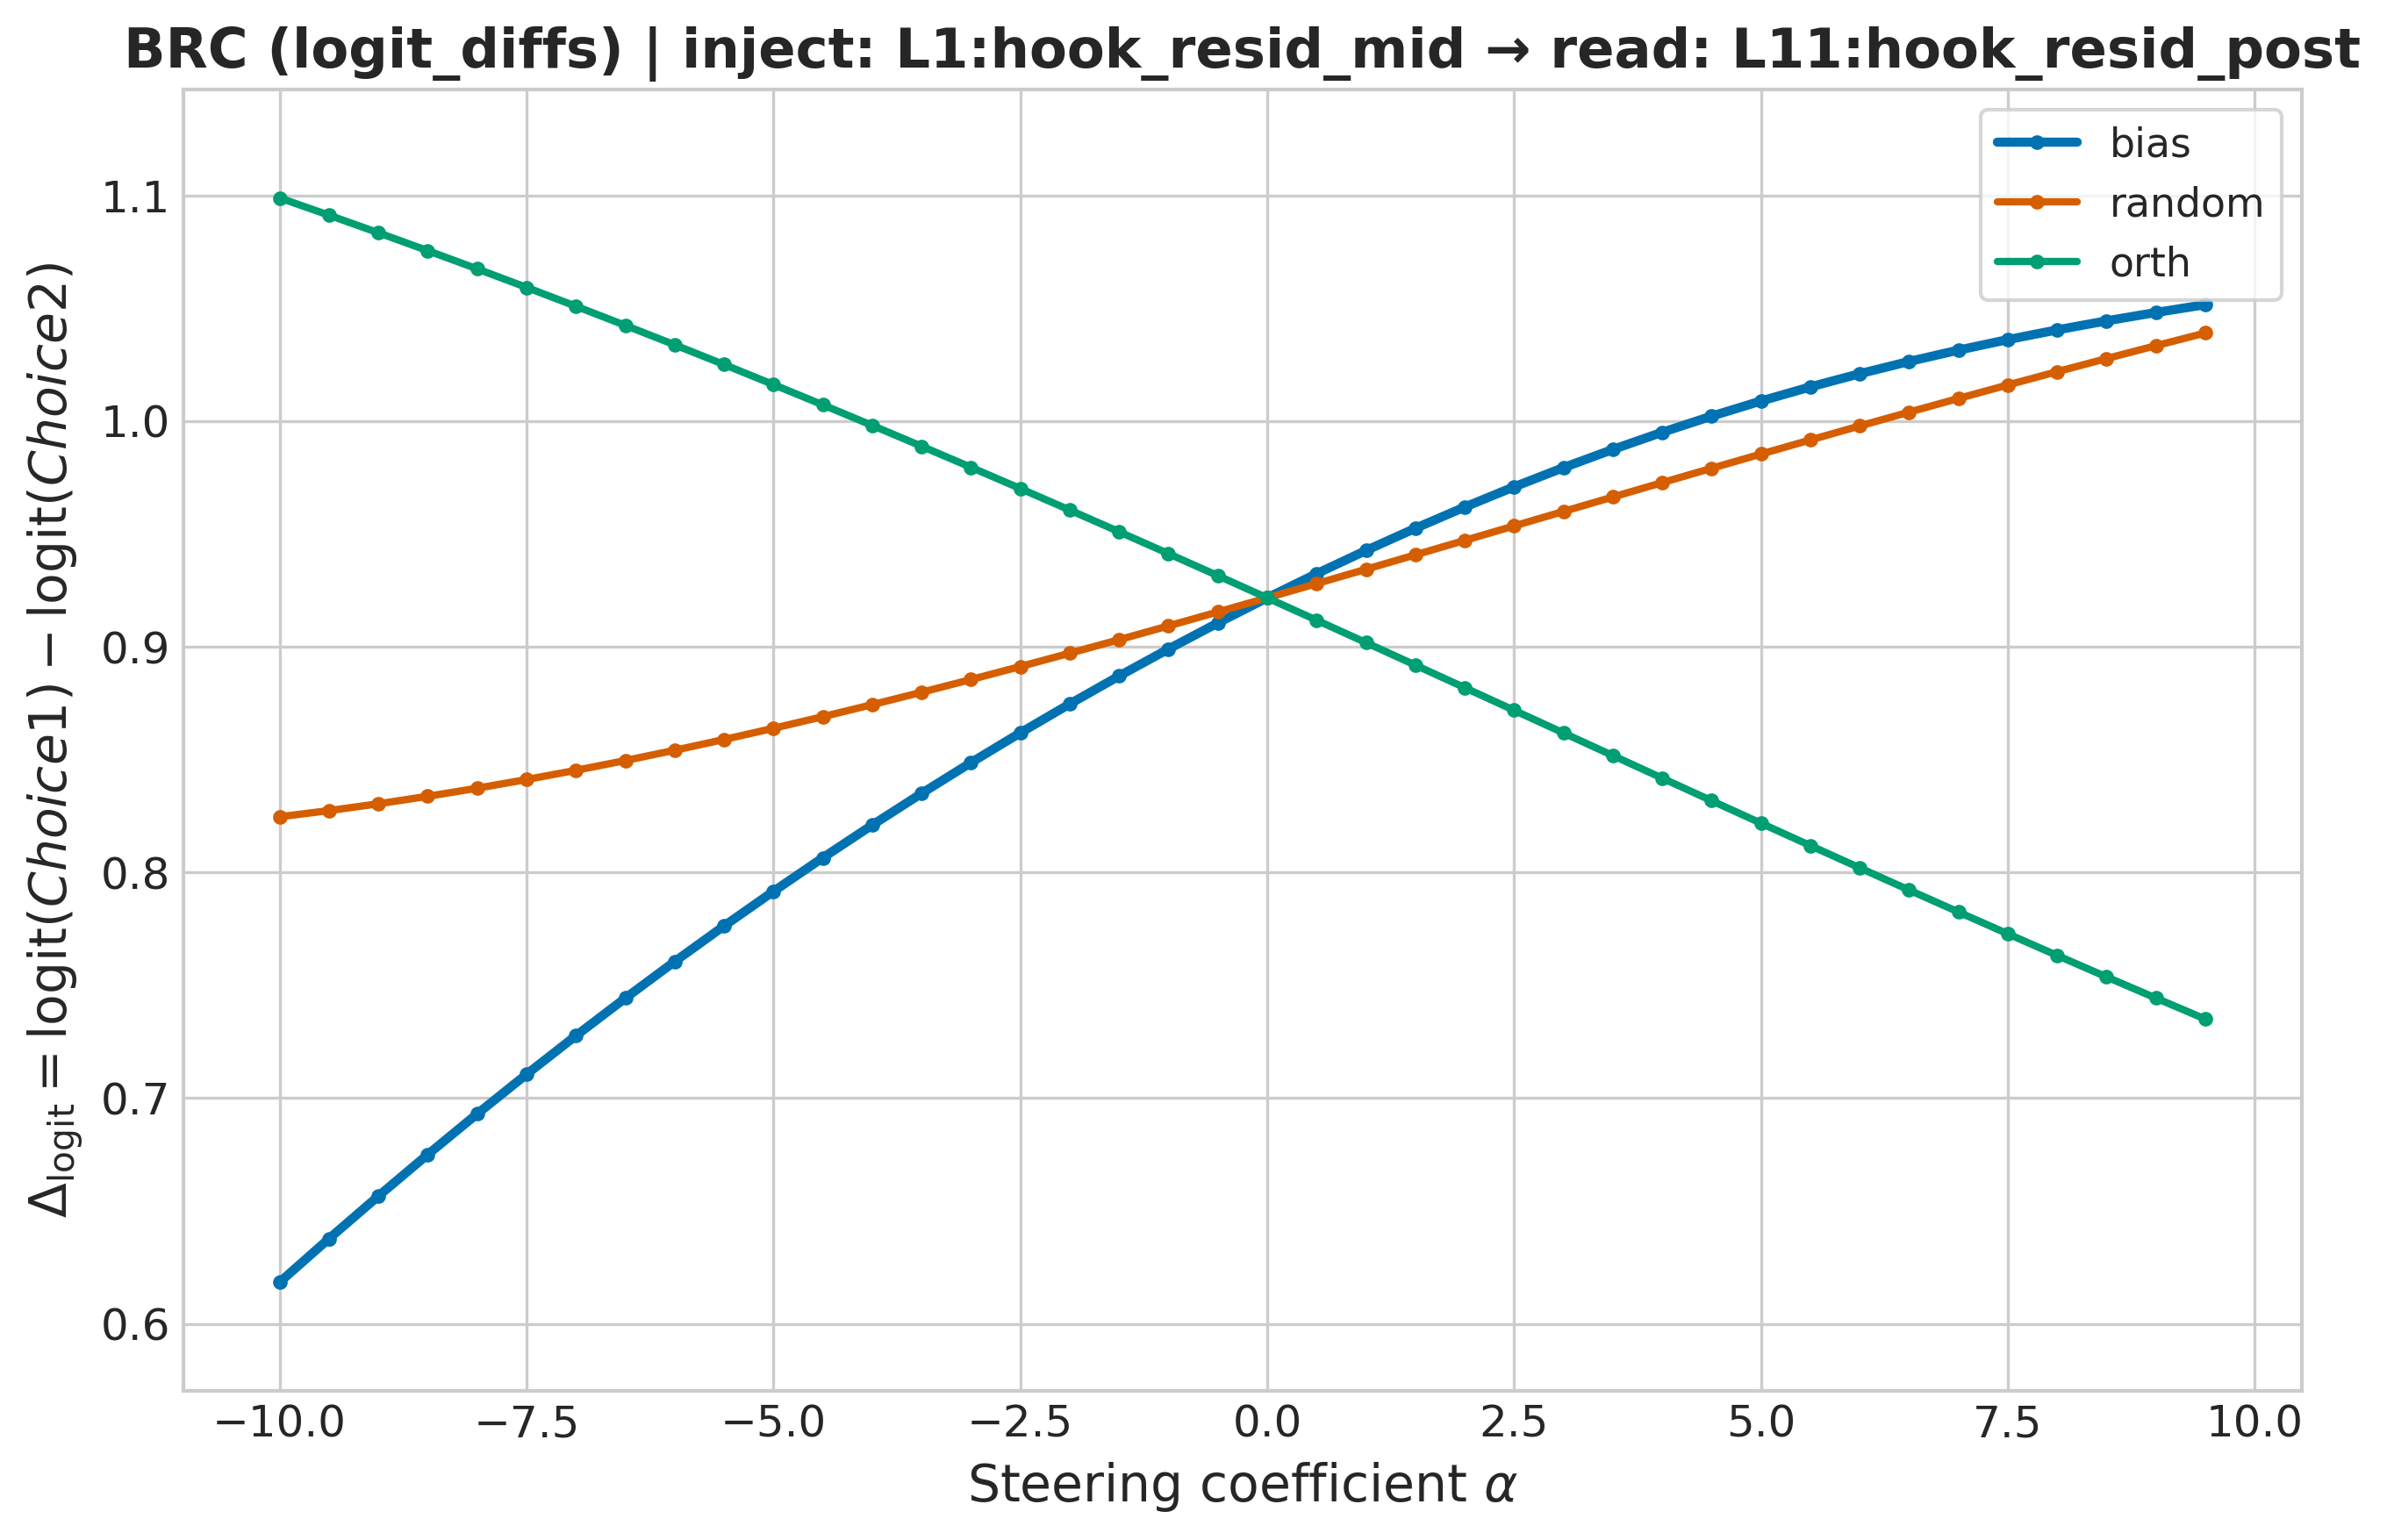 BRC (logit_diffs) | inject: L1:hook_resid_mid → read: L11:hook_resid_post
Δlogit = logit(Choice1) − logit(Choice2)
1.1
1.0
0.9
0.8
0.7
0.6
bias
random
orth
−10.0 −7.5 −5.0 −2.5 0.0 2.5 5.0 7.5 10.0
Steering coefficient α